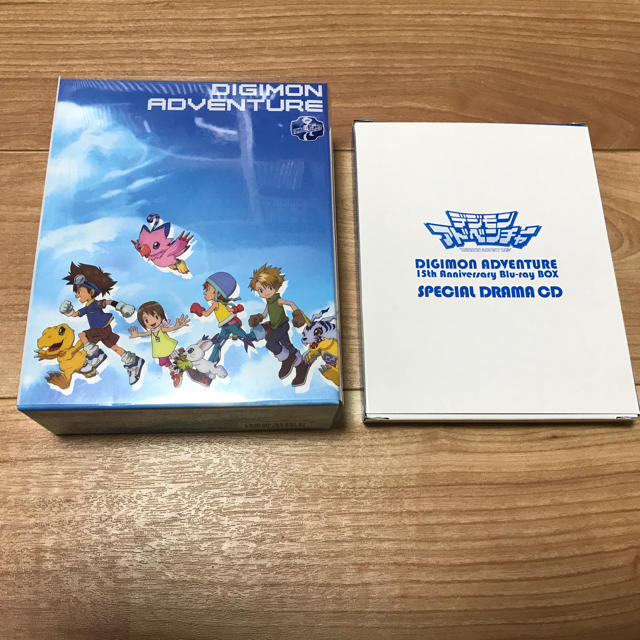 DIGIMON
ADVENTURE
デジモン
アドベンチャー
DIGIMON ADVENTURE
15th Anniversary Blu-ray BOX
SPECIAL DRAMA CD